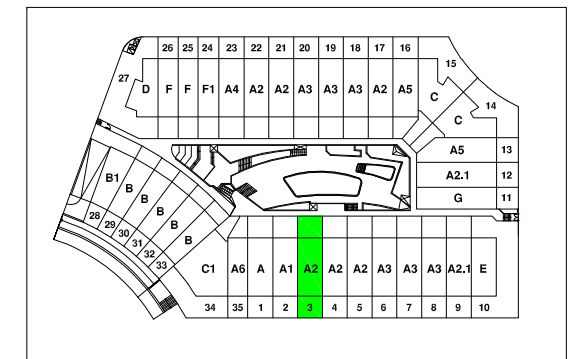 26 25 24 23 22 21 20 19 18 17 16
15
27
D F F F1 A4 A2 A2 A3 A3 A3 A2 A5
C
14
C
A5 13
A2.1 12
G 11
B1
B
B
B
B
B
28
29
30
31
32
33
C1 A6 A A1 A2 A2 A2 A3 A3 A3 A2.1 E
34 35 1 2 3 4 5 6 7 8 9 10